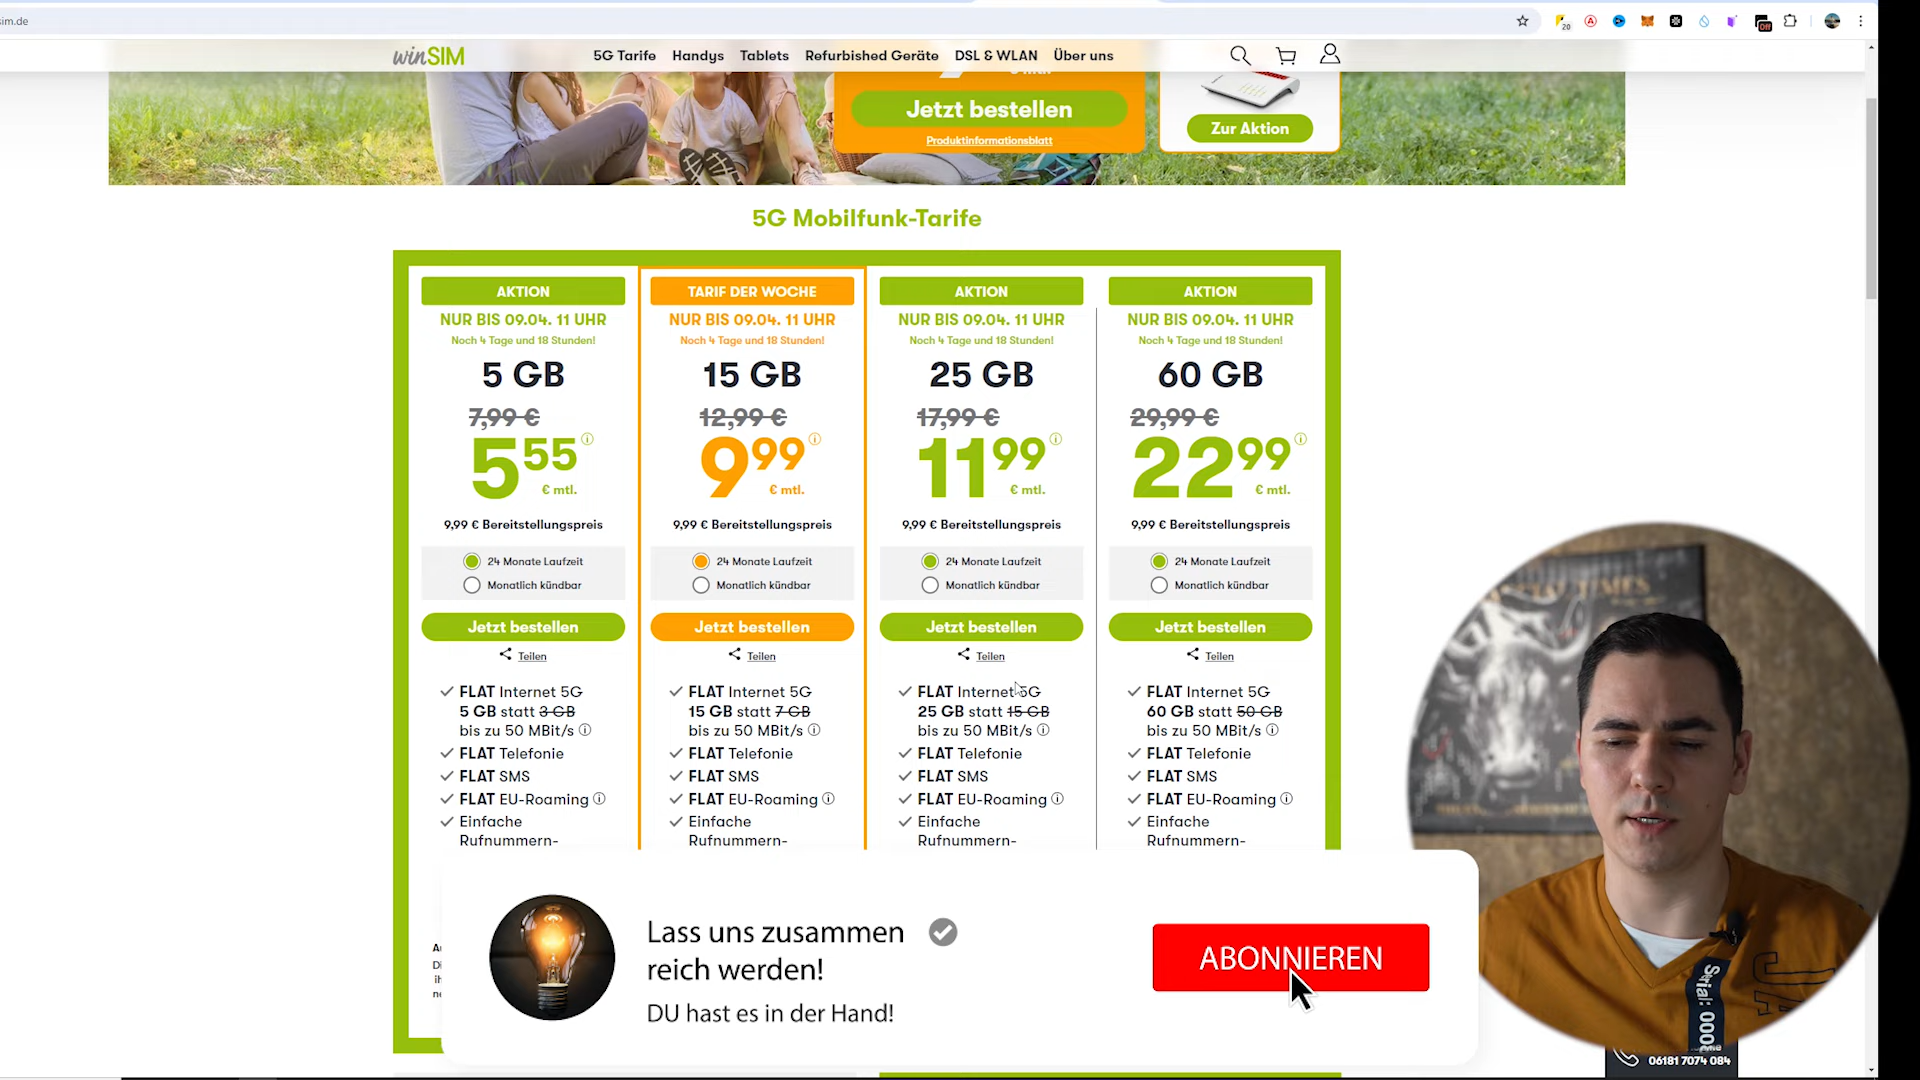 sim.de
20
Off
winSIM
5G Tarife Handys Tablets Refurbished Geräte DSL & WLAN Über uns
Jetzt bestellen
Produktinformationsblatt
Zur Aktion
5G Mobilfunk-Tarife
AKTION
NUR BIS 09.04. 11 UHR
Noch 4 Tage und 18 Stunden!
5 GB
7,99 €
5 55
€ mtl.
9,99 € Bereitstellungspreis
24 Monate Laufzeit
Monatlich kündbar
Jetzt bestellen
Teilen
FLAT Internet 5G
5 GB statt 3 GB
bis zu 50 MBit/s
FLAT Telefonie
FLAT SMS
FLAT EU-Roaming
Einfache
Rufnummern-
TARIF DER WOCHE
NUR BIS 09.04. 11 UHR
Noch 4 Tage und 18 Stunden!
15 GB
12,99 €
9 99
€ mtl.
9,99 € Bereitstellungspreis
24 Monate Laufzeit
Monatlich kündbar
Jetzt bestellen
Teilen
FLAT Internet 5G
15 GB statt 7 GB
bis zu 50 MBit/s
FLAT Telefonie
FLAT SMS
FLAT EU-Roaming
Einfache
Rufnummern-
AKTION
NUR BIS 09.04. 11 UHR
Noch 4 Tage und 18 Stunden!
25 GB
17,99 €
11 99
€ mtl.
9,99 € Bereitstellungspreis
24 Monate Laufzeit
Monatlich kündbar
Jetzt bestellen
Teilen
FLAT Internet 5G
25 GB statt 15 GB
bis zu 50 MBit/s
FLAT Telefonie
FLAT SMS
FLAT EU-Roaming
Einfache
Rufnummern-
AKTION
NUR BIS 09.04. 11 UHR
Noch 4 Tage und 18 Stunden!
60 GB
29,99 €
22 99
€ mtl.
9,99 € Bereitstellungspreis
24 Monate Laufzeit
Monatlich kündbar
Jetzt bestellen
Teilen
FLAT Internet 5G
60 GB statt 50 GB
bis zu 50 MBit/s
FLAT Telefonie
FLAT SMS
FLAT EU-Roaming
Einfache
Rufnummern-
Lass uns zusammen
reich werden!
DU hast es in der Hand!
ABONNIEREN
Serial: 000
06181 7074 084